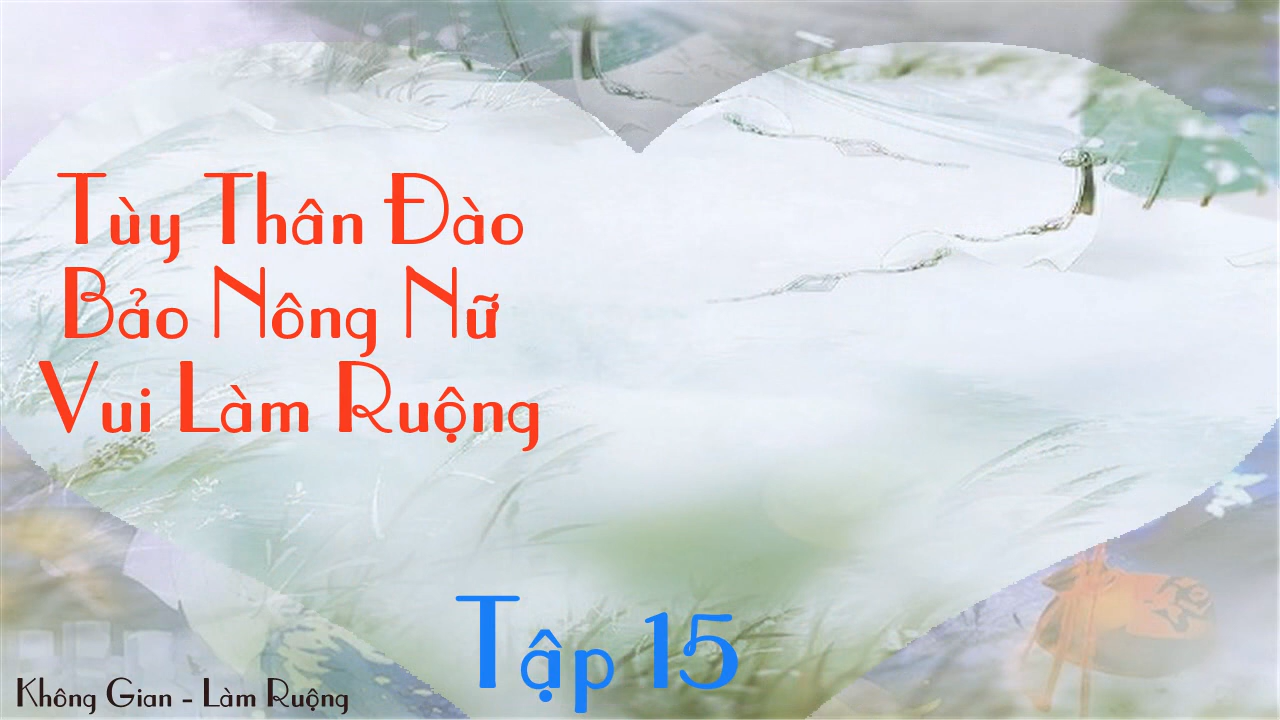 Tùy Thân Đào
Bảo Nông Nữ
Vui Làm Ruộng
Tập 15
Không Gian - Làm Ruộng